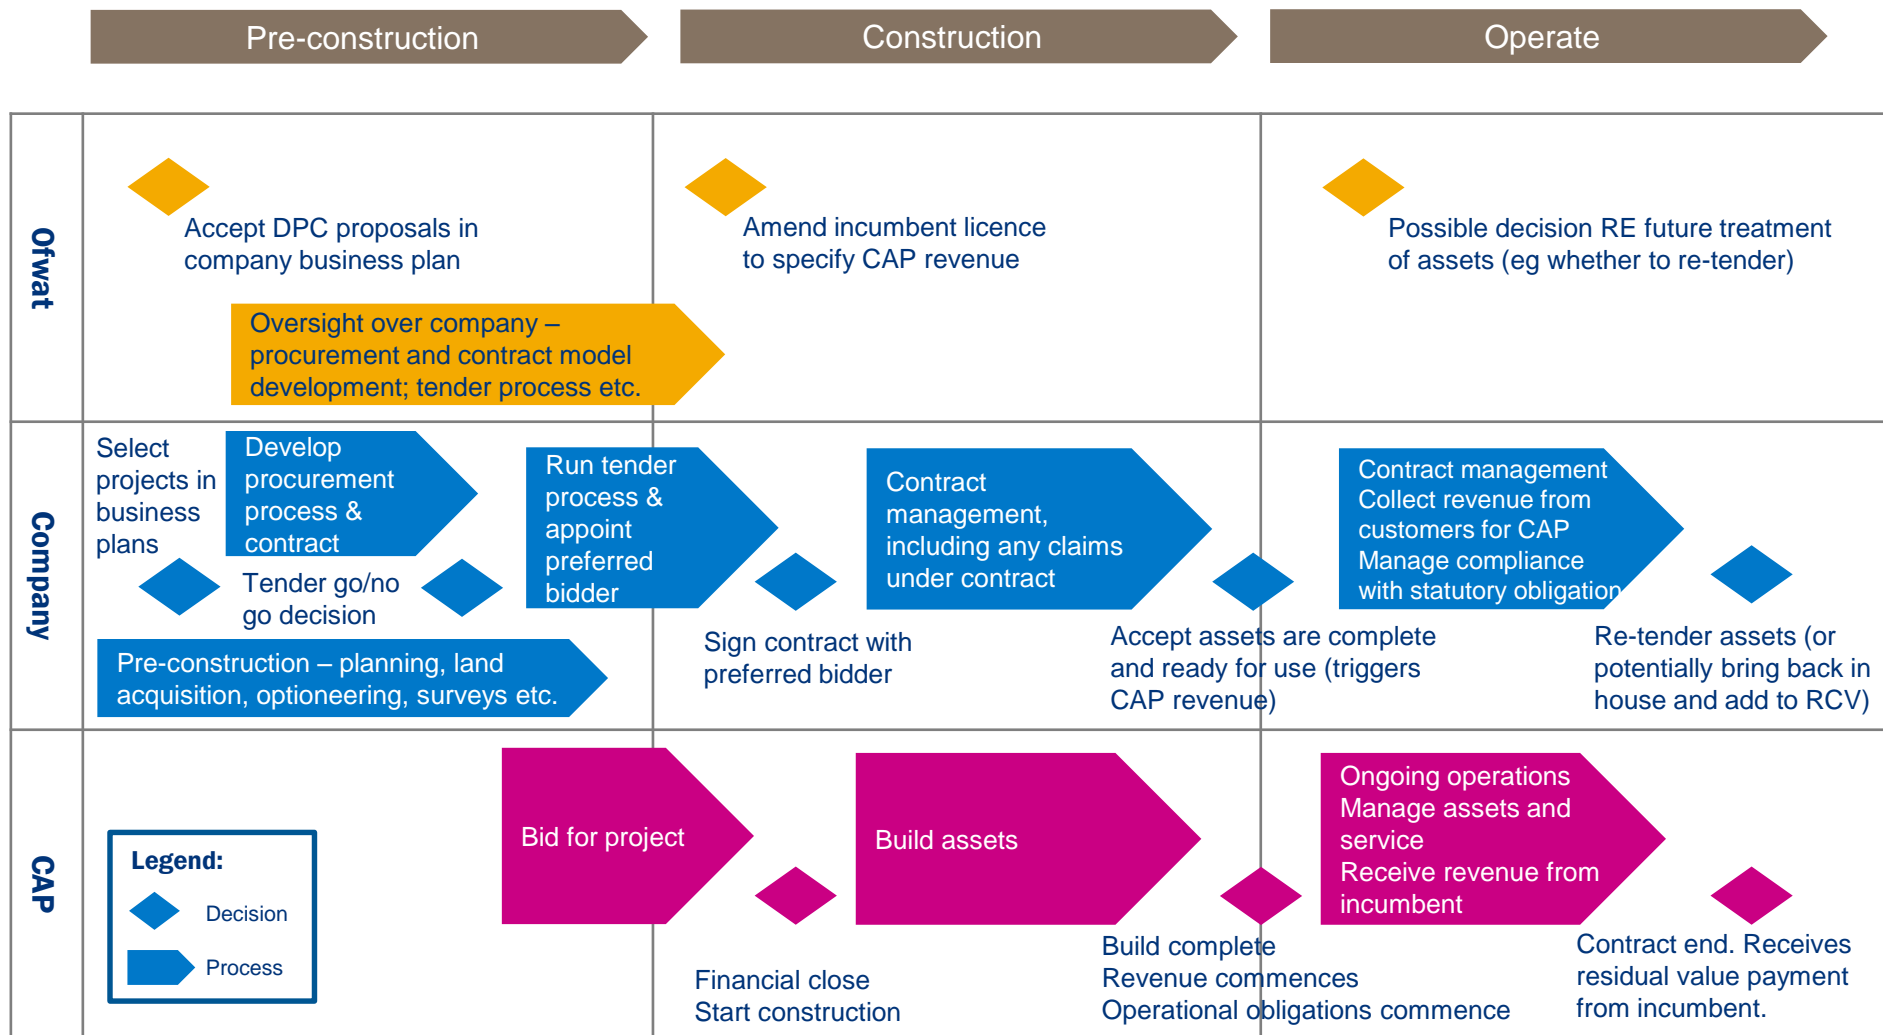 Pre-construction
Construction
Operate
Ofwat
Accept DPC proposals in
company business plan
Amend incumbent licence
to specify CAP revenue
Possible decision RE future treatment
of assets (eg whether to re-tender)
Oversight over company –
procurement and contract model
development; tender process etc.
Company
Select
projects in
business
plans
Develop
procurement
process &
contract
Tender go/no
go decision
Run tender
process &
appoint
preferred
bidder
Contract
management,
including any claims
under contract
Contract management
Collect revenue from
customers for CAP
Manage compliance
with statutory obligation
Pre-construction – planning, land
acquisition, optioneering, surveys etc.
Sign contract with
preferred bidder
Accept assets are complete
and ready for use (triggers
CAP revenue)
Re-tender assets (or
potentially bring back in
house and add to RCV)
CAP
Bid for project
Build assets
Ongoing operations
Manage assets and
service
Receive revenue from
incumbent
Financial close
Start construction
Build complete
Revenue commences
Operational obligations commence
Contract end. Receives
residual value payment
from incumbent.
Legend:
Decision
Process